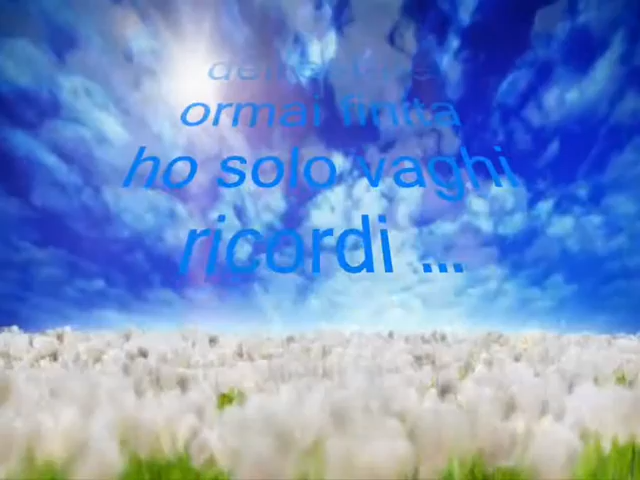 ormai finita
ho solo vaghi
ricordi ...